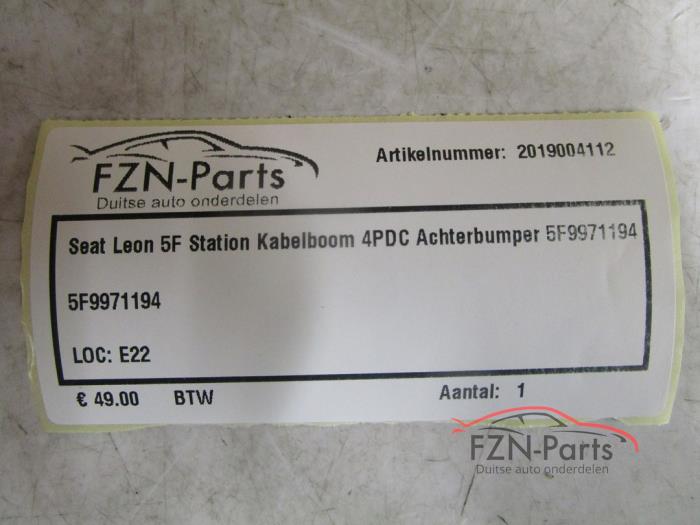 FZN-Parts
Duitse auto onderdelen
Artikelnummer: 2019004112
Seat Leon 5F Station Kabelboom 4PDC Achterbumper 5F9971194
5F9971194
LOC: E22
€ 49.00 BTW Aantal: 1
FZN-Parts
Duitse auto onderdelen